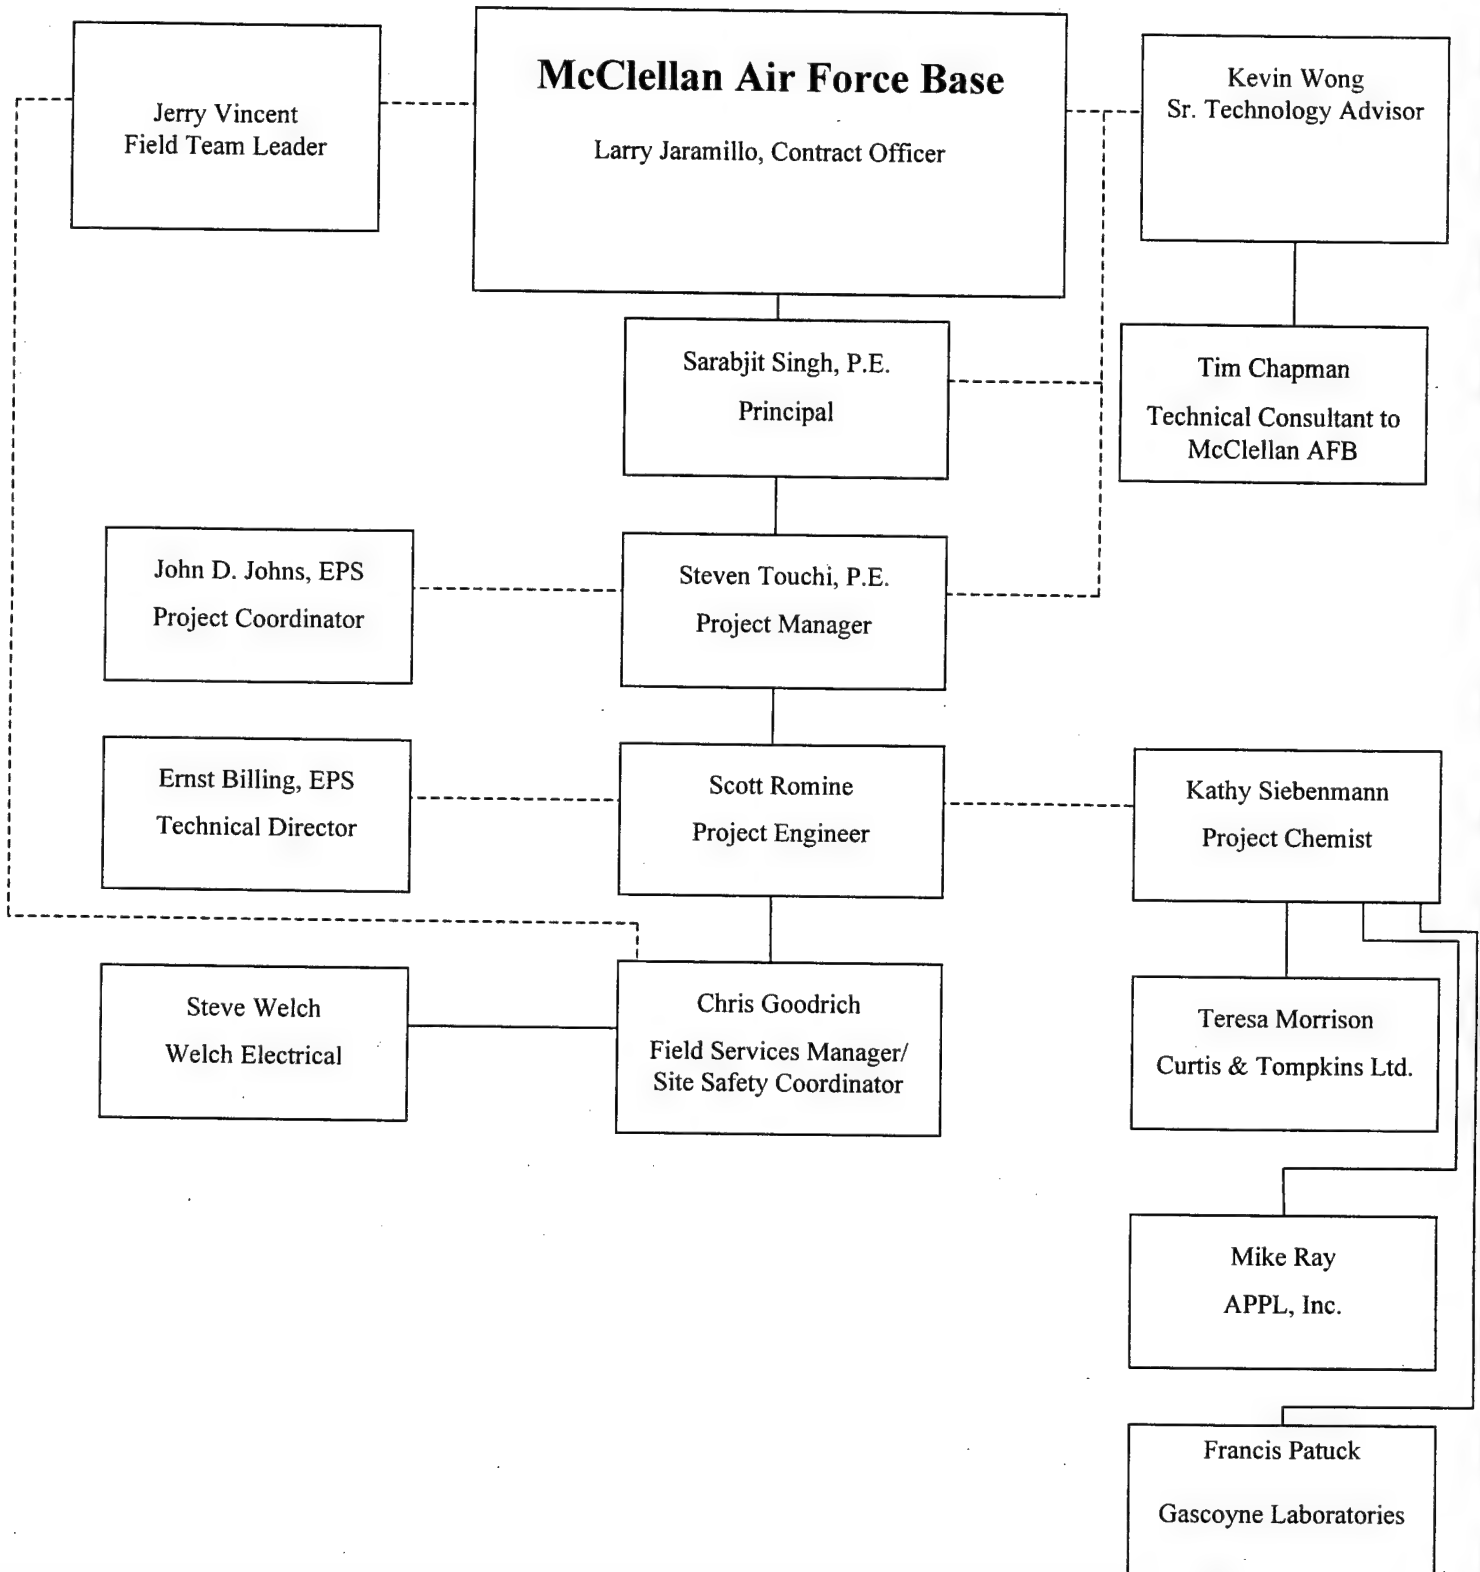 Jerry Vincent
Field Team Leader
McClellan Air Force Base
Larry Jaramillo, Contract Officer
Kevin Wong
Sr. Technology Advisor
Sarabjit Singh, P.E.
Principal
Tim Chapman
Technical Consultant to
McClellan AFB
John D. Johns, EPS
Project Coordinator
Steven Touchi, P.E.
Project Manager
Ernst Billing, EPS
Technical Director
Scott Romine
Project Engineer
Kathy Siebenmann
Project Chemist
Steve Welch
Welch Electrical
Chris Goodrich
Field Services Manager/
Site Safety Coordinator
Teresa Morrison
Curtis & Tompkins Ltd.
Mike Ray
APPL, Inc.
Francis Patuck
Gascoyne Laboratories